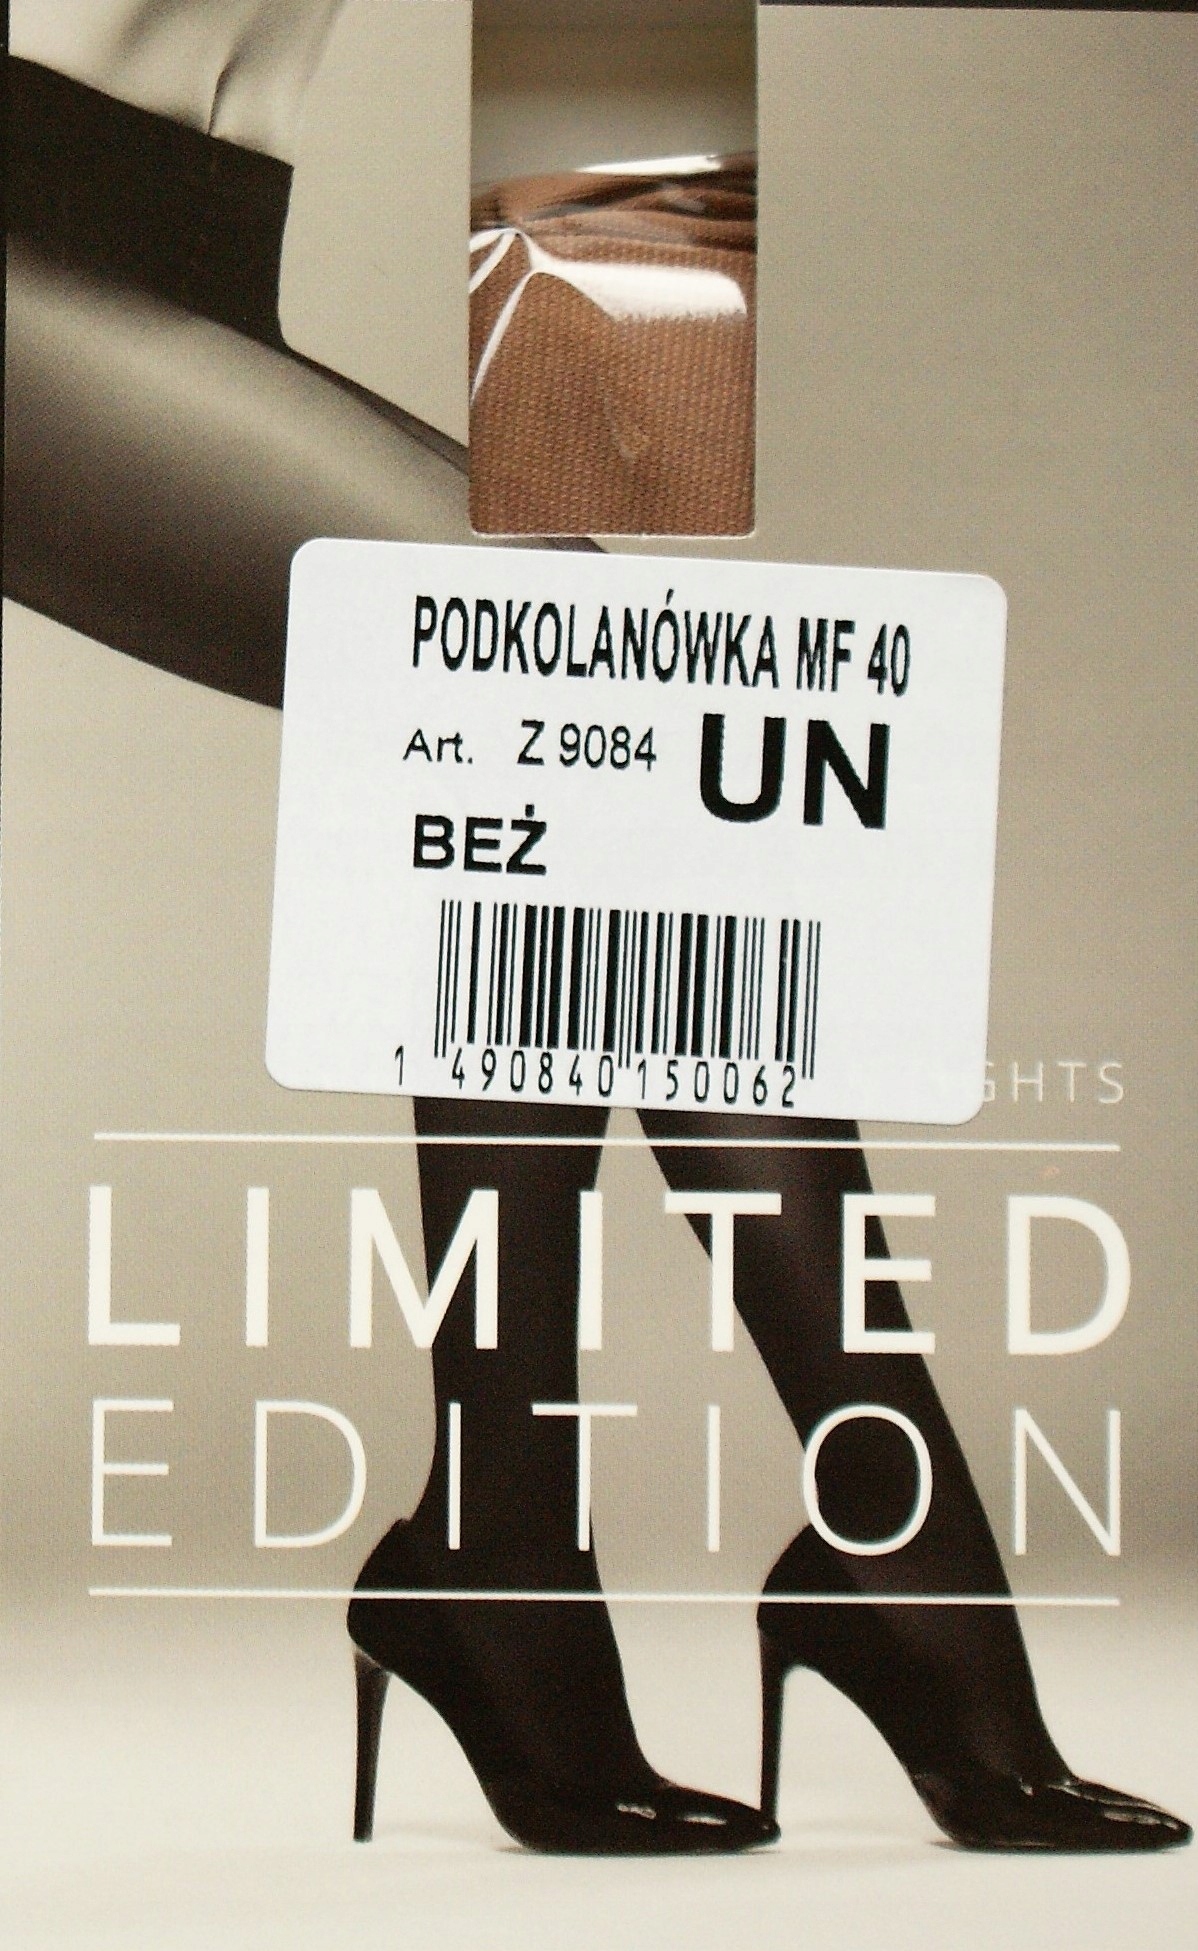 PODKOLANÓWKA MF 40
Art. Z 9084 UN
BEŻ
1 490840 150062
LIMITED
EDITION